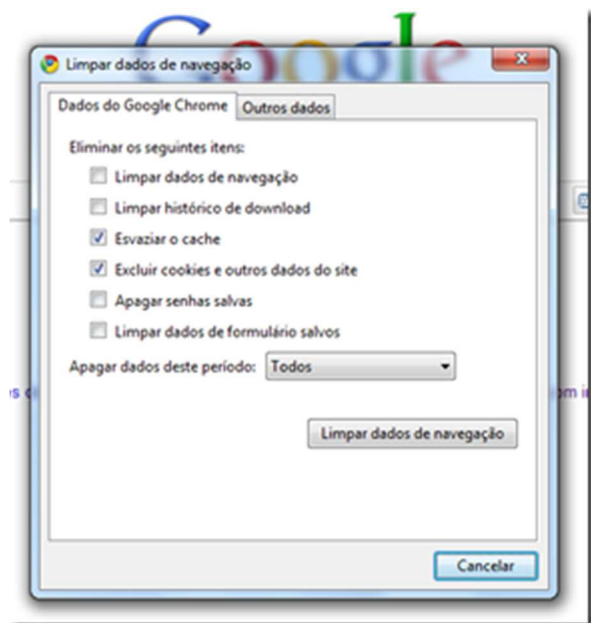 Google
Limpar dados de navegação
Dados do Google Chrome Outros dados
Eliminar os seguintes itens:
Limpar dados de navegação
Limpar histórico de download
Esvaziar o cache
Excluir cookies e outros dados do site
Apagar senhas salvas
Limpar dados de formulário salvos
Apagar dados deste período: Todos
Limpar dados de navegação
Cancelar